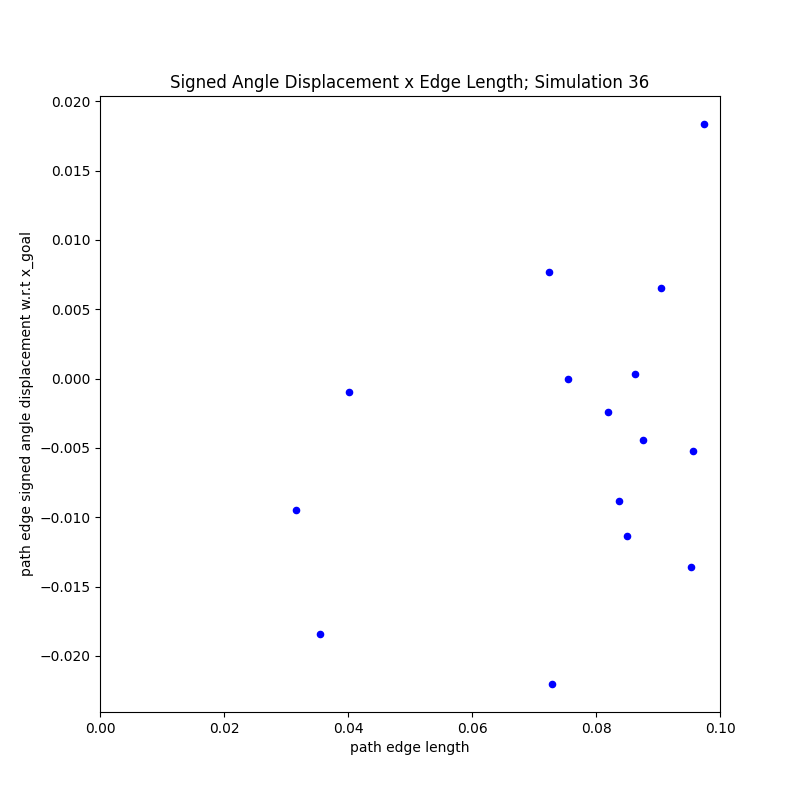 Signed Angle Displacement x Edge Length; Simulation 36
0.020
0.015
0.010
0.005
0.000
−0.005
−0.010
−0.015
−0.020
path edge signed angle displacement w.r.t x_goal
0.00 0.02 0.04 0.06 0.08 0.10
path edge length